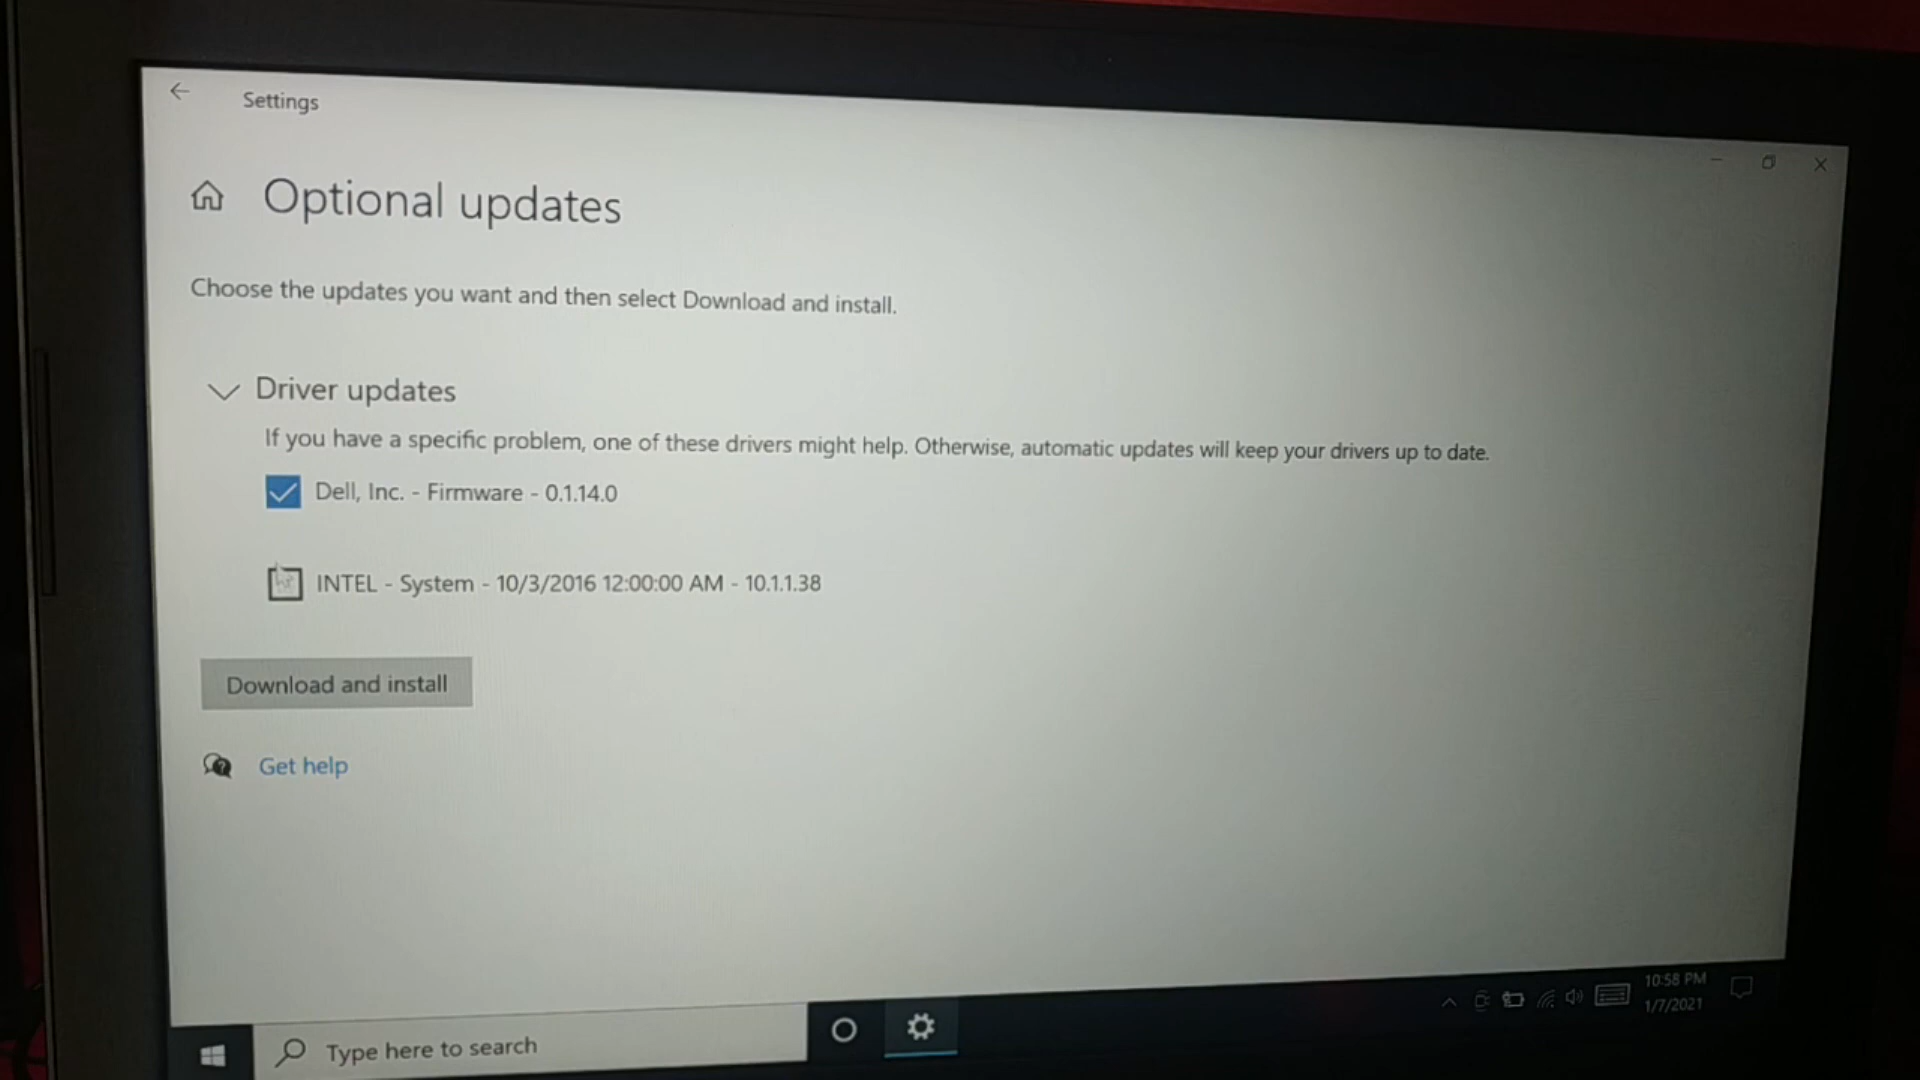 Settings
Optional updates
Choose the updates you want and then select Download and install.
Driver updates
If you have a specific problem, one of these drivers might help. Otherwise, automatic updates will keep your drivers up to date.
Dell, Inc. - Firmware - 0.1.14.0
INTEL - System - 10/3/2016 12:00:00 AM - 10.1.1.38
Download and install
Get help
Type here to search
10:58 PM
1/7/2021